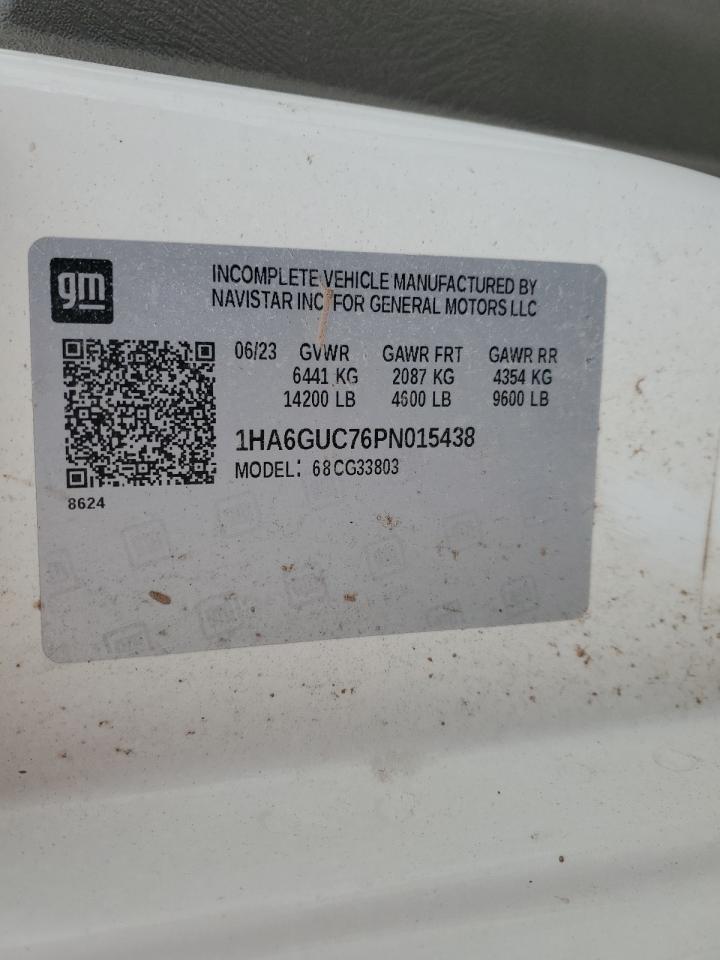 gm
INCOMPLETE VEHICLE MANUFACTURED BY
NAVISTAR INC FOR GENERAL MOTORS LLC
06/23 GVWR GAWR FRT GAWR RR
6441 KG 2087 KG 4354 KG
14200 LB 4600 LB 9600 LB
1HA6GUC76PN015438
MODEL: 68CG33803
8624